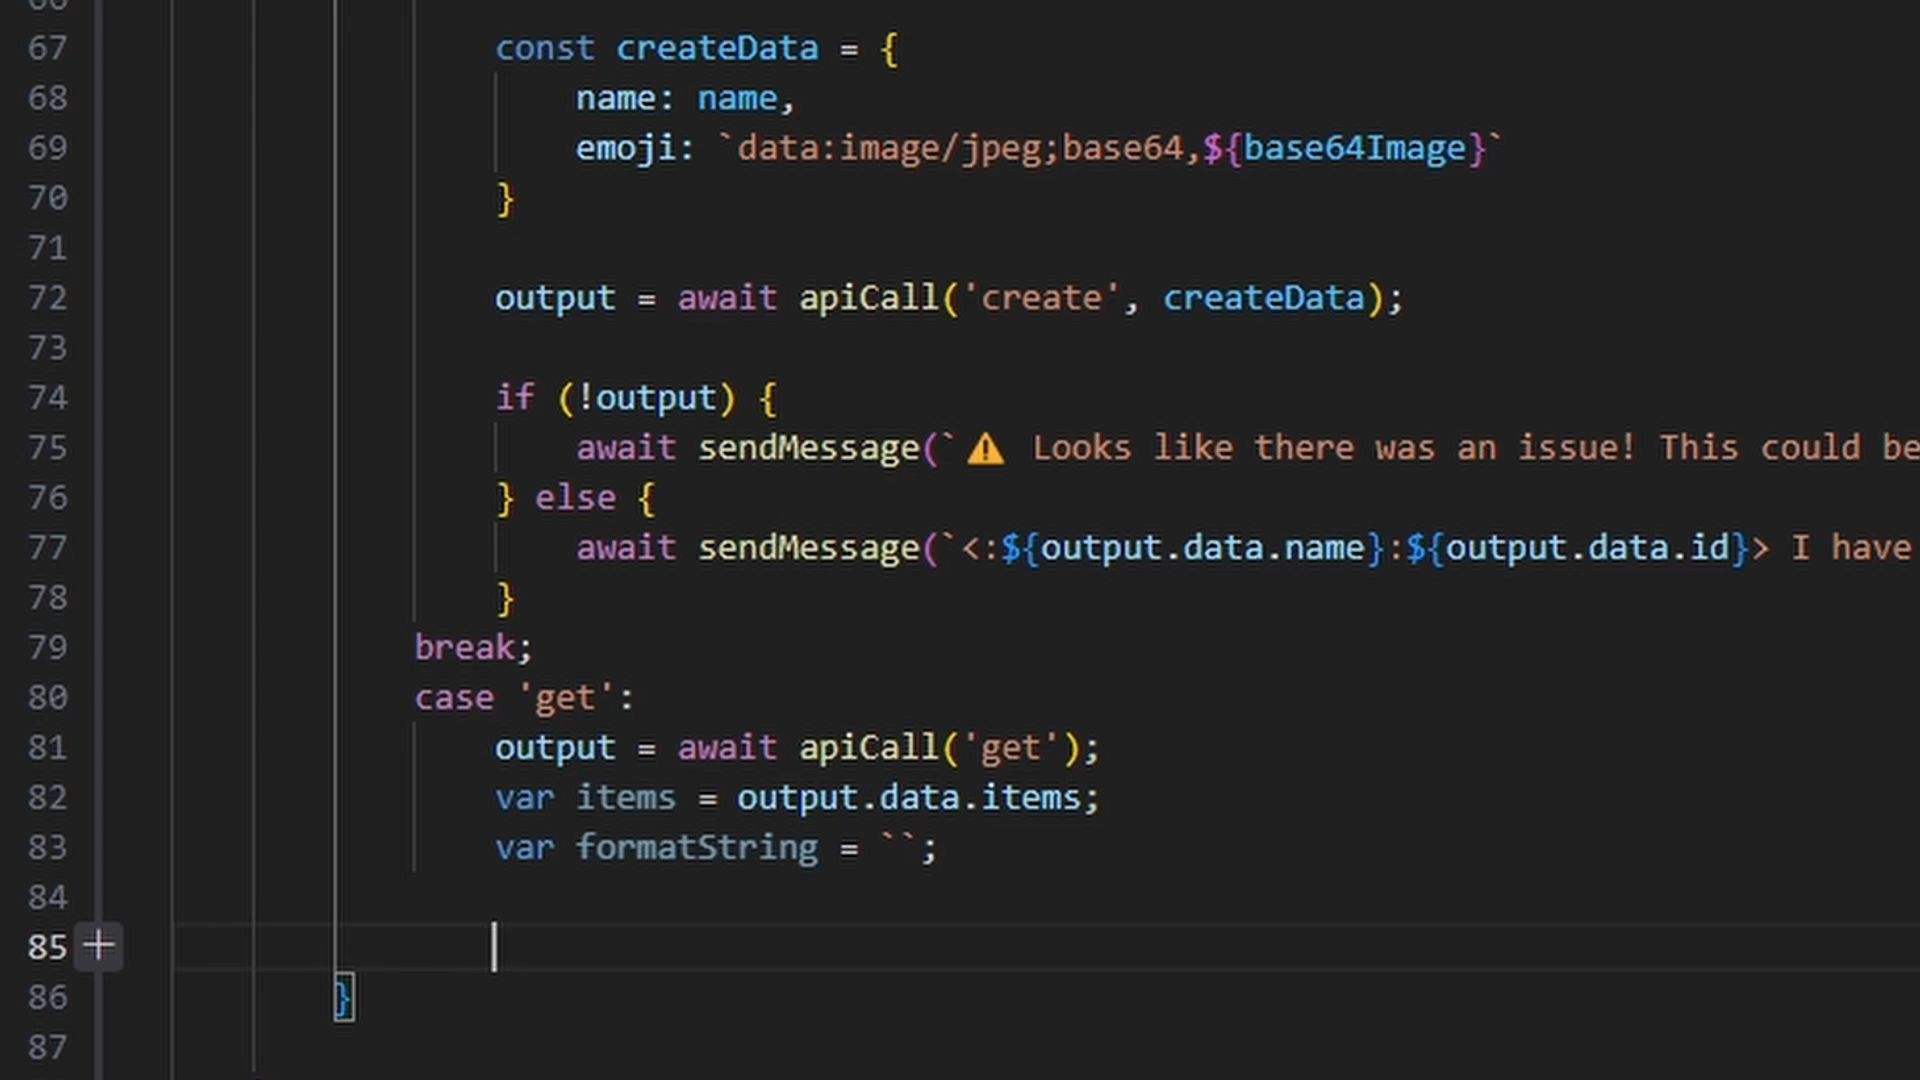 67 const createData = {
68 name: name,
69 emoji: `data:image/jpeg;base64,${base64Image}`
70 }
71
72 output = await apiCall('create', createData);
73
74 if (!output) {
75 await sendMessage(`⚠️ Looks like there was an issue! This could be
76 } else {
77 await sendMessage(`<:${output.data.name}:${output.data.id}> I have
78 }
79 break;
80 case 'get':
81 output = await apiCall('get');
82 var items = output.data.items;
83 var formatString = ``;
84
85
86 }
87